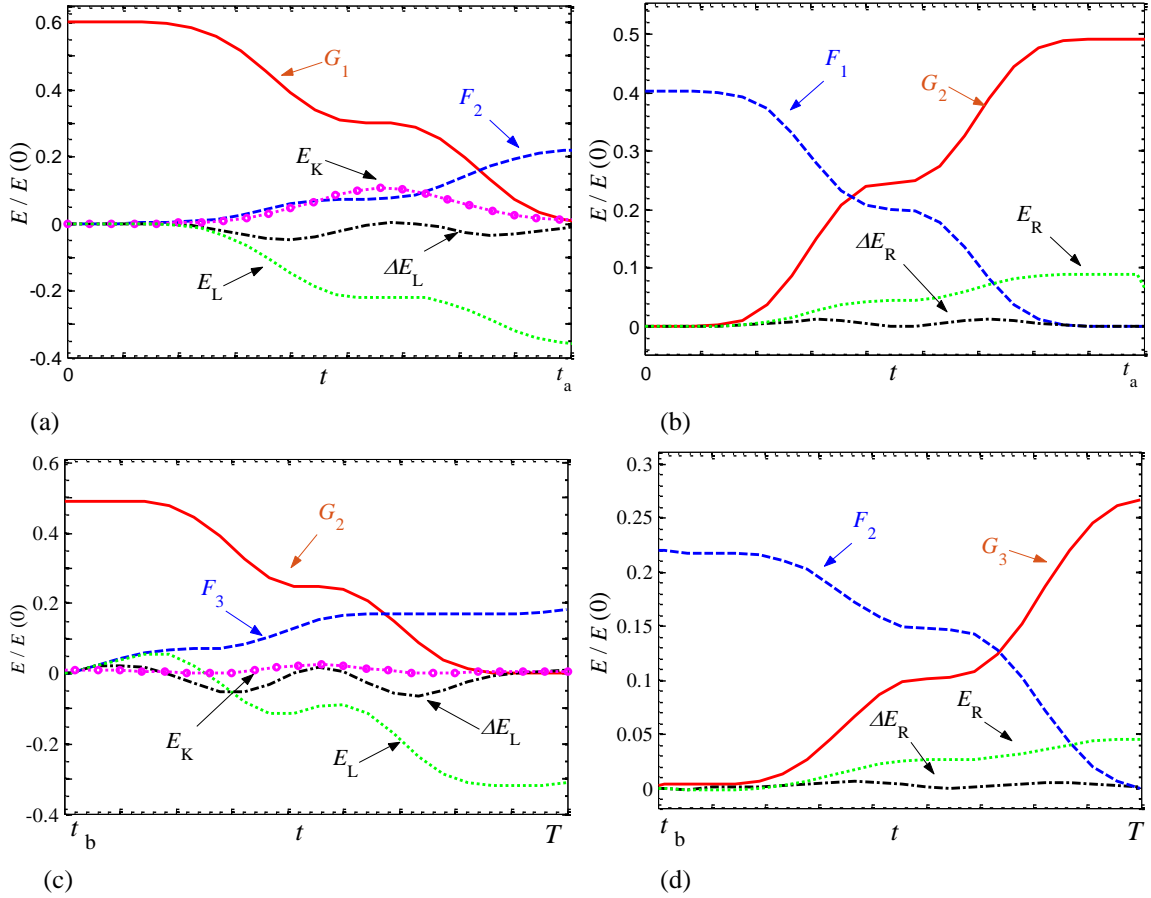 0.6
0.4
0.2
0
-0.2
-0.4
E / E (0)
G1
F2
EK
EL
ΔEL
0
t
ta
(a)
0.5
0.4
0.3
0.2
0.1
0
E / E (0)
F1
G2
ER
ΔER
0
t
ta
(b)
0.6
0.4
0.2
0
-0.2
-0.4
E / E (0)
G2
F3
EK
EL
ΔEL
tb
t
T
(c)
0.3
0.25
0.2
0.15
0.1
0.05
0
E / E (0)
F2
G3
ER
ΔER
tb
t
T
(d)